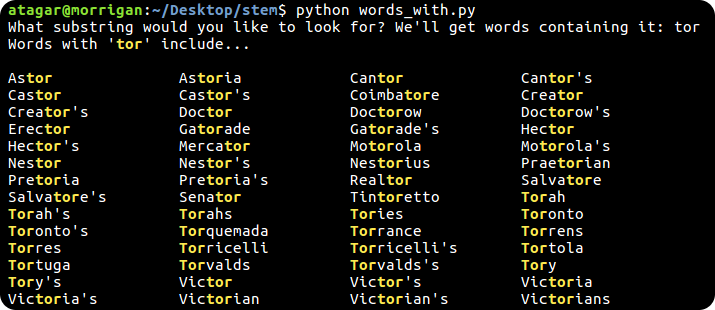 atagar@morrigan:~/Desktop/stem$ python words_with.py
What substring would you like to look for? We'll get words containing it: tor
Words with 'tor' include...
Astor Astoria Cantor Cantor's
Castor Castor's Coimbatore Creator
Creator's Doctor Doctorow Doctorow's
Erector Gatorade Gatorade's Hector
Hector's Mercator Motorola Motorola's
Nestor Nestor's Nestorius Praetorian
Pretoria Pretoria's Realtor Salvatore
Salvatore's Senator Tintoretto Torah
Torah's Torahs Tories Toronto
Toronto's Torquemada Torrance Torrens
Torres Torricelli Torricelli's Tortola
Tortuga Torvalds Torvalds's Tory
Tory's Victor Victor's Victoria
Victoria's Victorian Victorian's Victorians